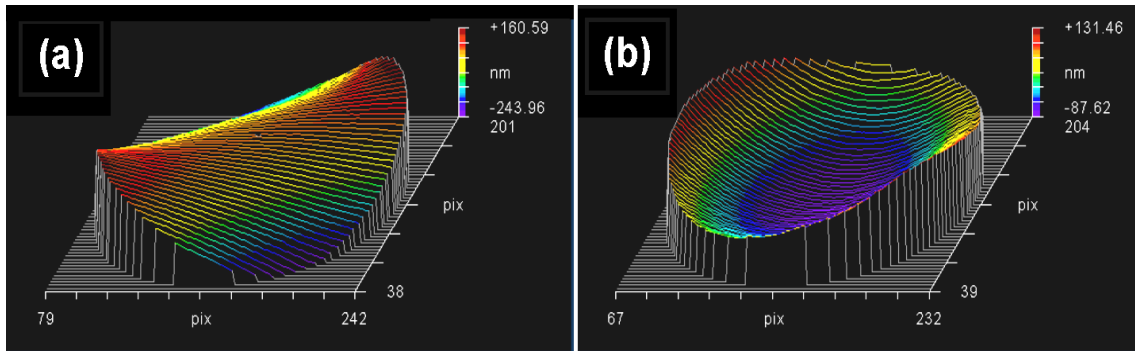 (a)
+160.59
nm
-243.96
201
pix
38
79
pix
242
(b)
+131.46
nm
-87.62
204
pix
39
67
pix
232